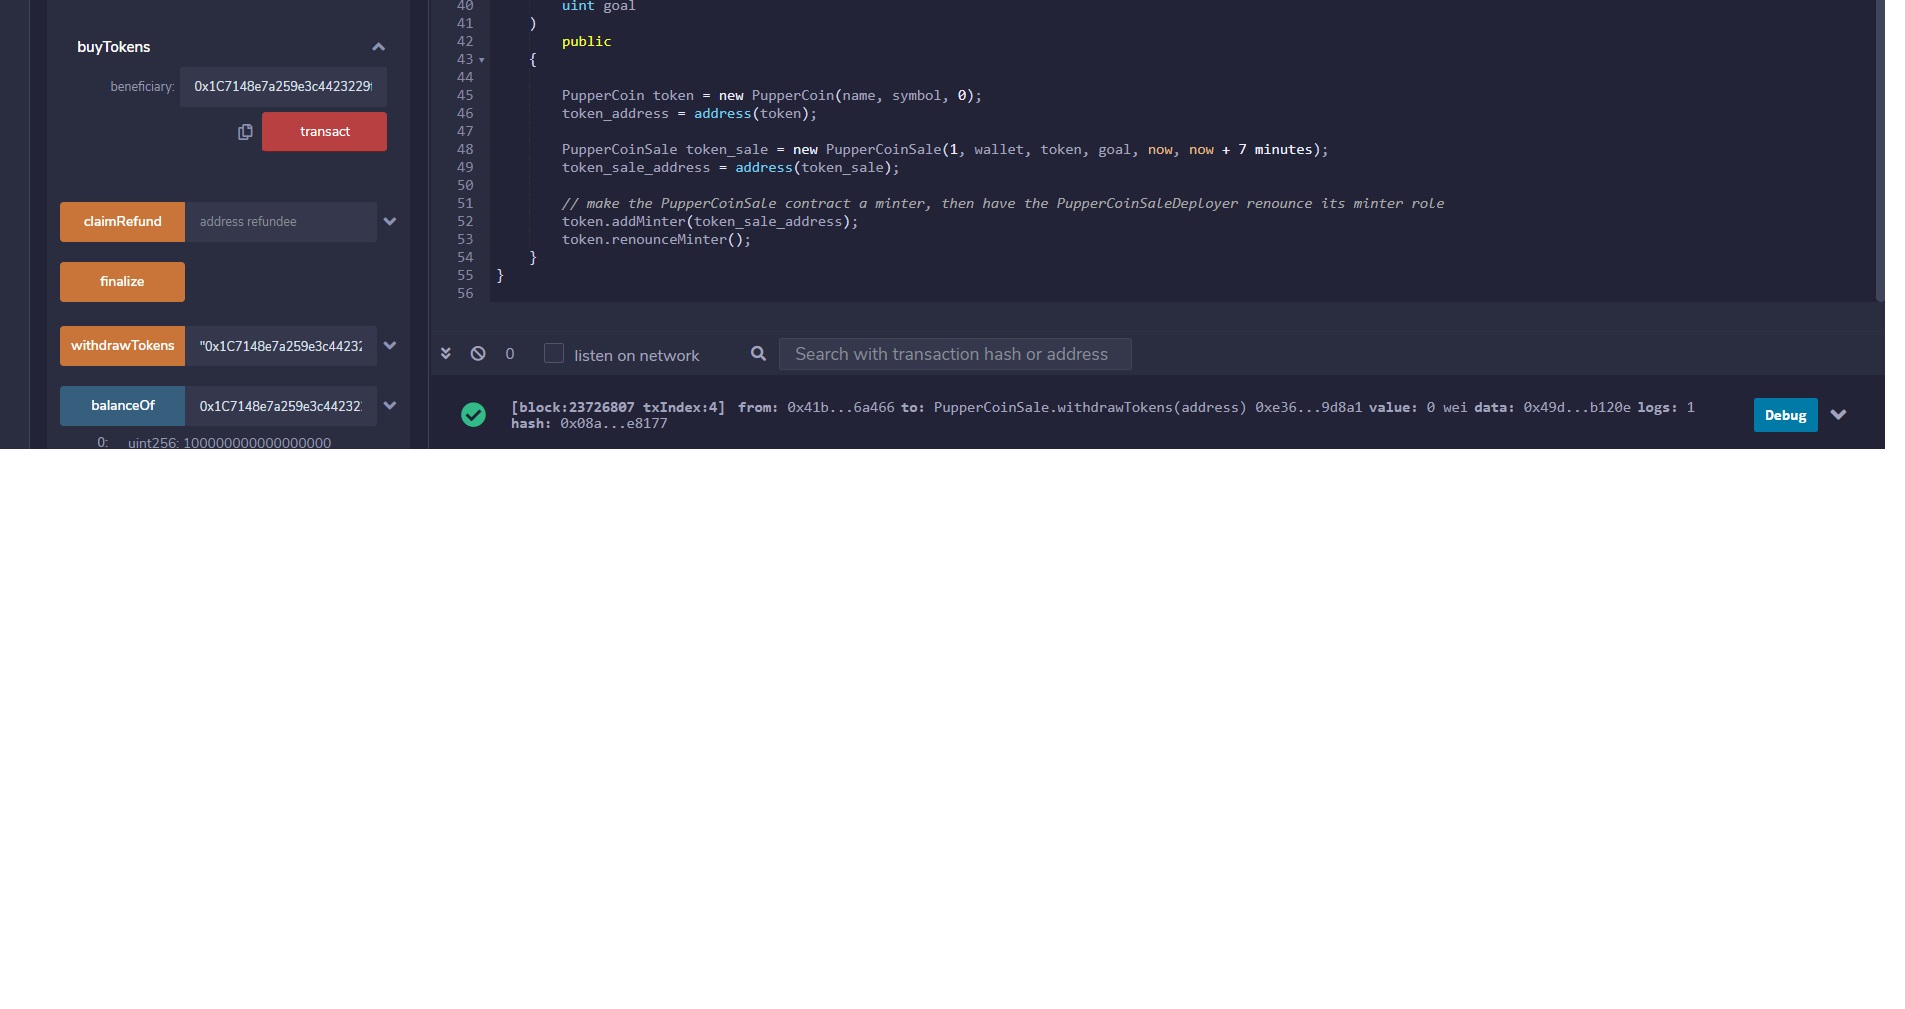 buyTokens
beneficiary: 0x1C7148e7a259e3c4423229f
transact
claimRefund address refundee
finalize
withdrawTokens "0x1C7148e7a259e3c44232
balanceOf 0x1C7148e7a259e3c44232
0: uint256: 100000000000000000
40 uint goal
41 )
42 public
43 {
44
45 PupperCoin token = new PupperCoin(name, symbol, 0);
46 token_address = address(token);
47
48 PupperCoinSale token_sale = new PupperCoinSale(1, wallet, token, goal, now, now + 7 minutes);
49 token_sale_address = address(token_sale);
50
51 // make the PupperCoinSale contract a minter, then have the PupperCoinSaleDeployer renounce its minter role
52 token.addMinter(token_sale_address);
53 token.renounceMinter();
54 }
55 }
56
0 listen on network Search with transaction hash or address
[block:23726807 txIndex:4] from: 0x41b...6a466 to: PupperCoinSale.withdrawTokens(address) 0xe36...9d8a1 value: 0 wei data: 0x49d...b120e logs: 1
hash: 0x08a...e8177
Debug